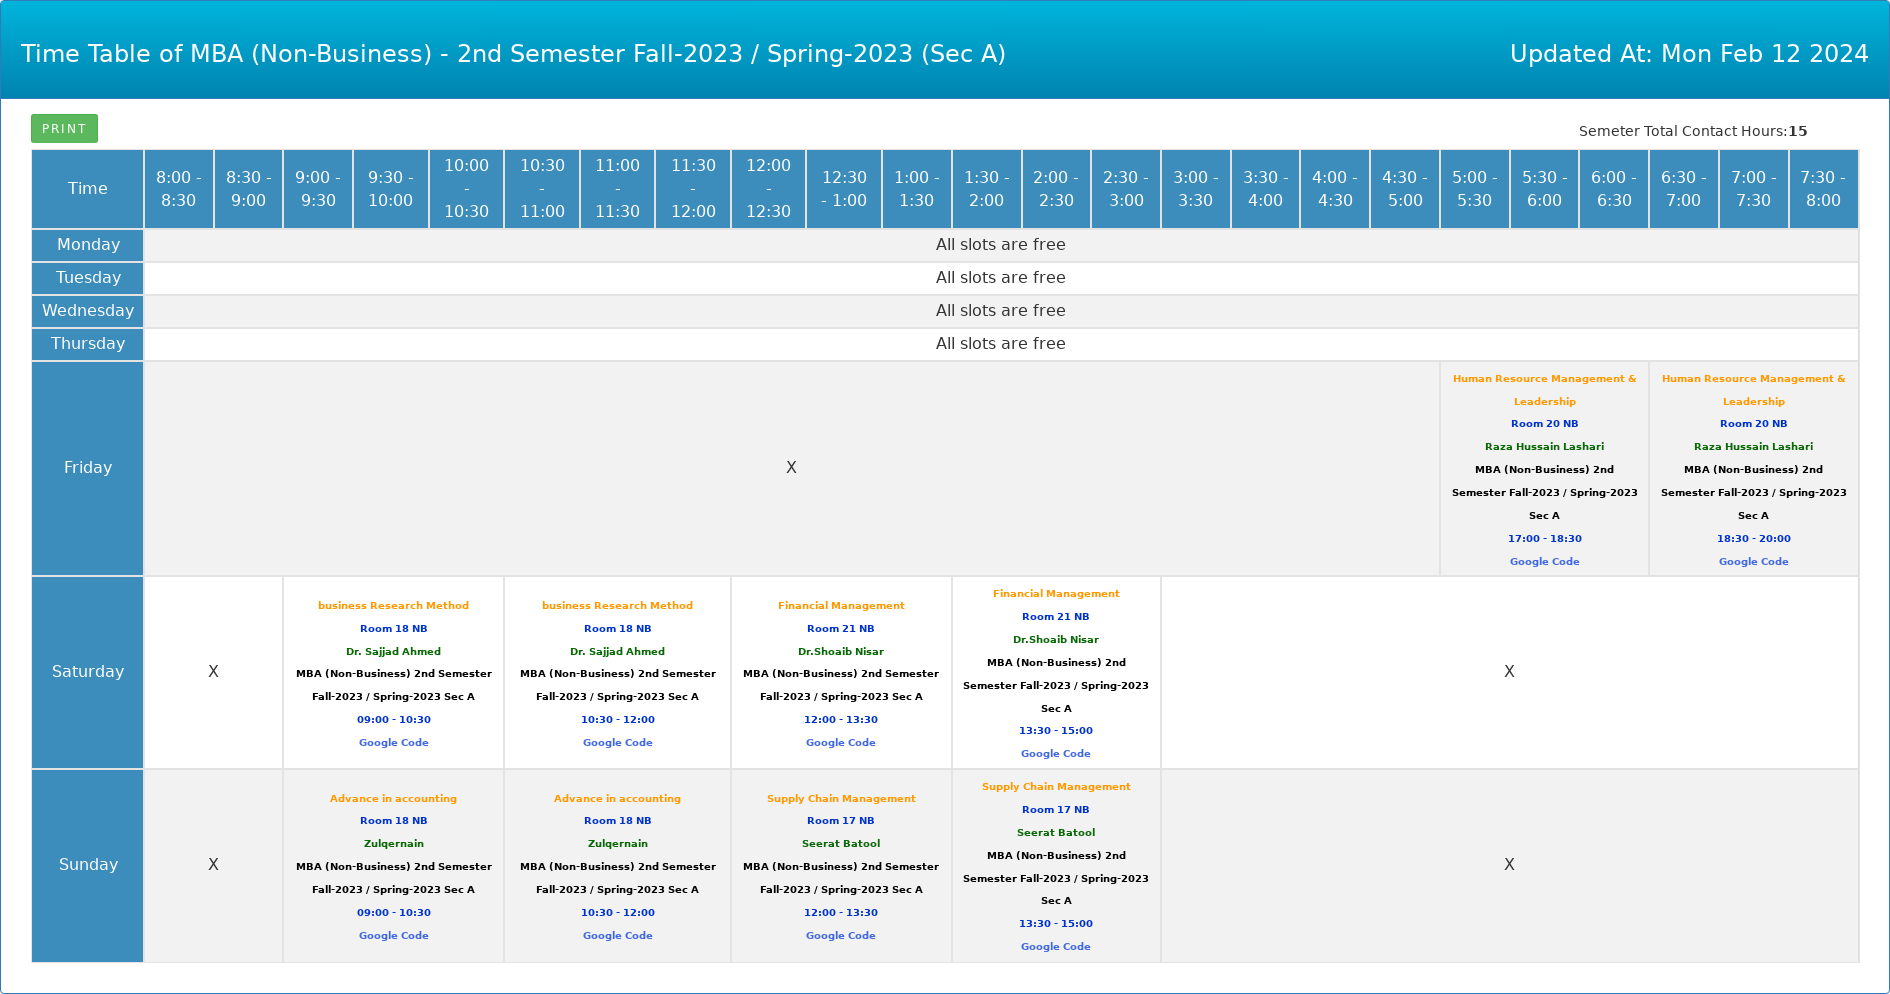 Time Table of MBA (Non-Business) - 2nd Semester Fall-2023 / Spring-2023 (Sec A)
Updated At: Mon Feb 12 2024
PRINT
Semeter Total Contact Hours:15
Time
8:00 -
8:30
8:30 -
9:00
9:00 -
9:30
9:30 -
10:00
10:00
-
10:30
10:30
-
11:00
11:00
-
11:30
11:30
-
12:00
12:00
-
12:30
12:30
- 1:00
1:00 -
1:30
1:30 -
2:00
2:00 -
2:30
2:30 -
3:00
3:00 -
3:30
3:30 -
4:00
4:00 -
4:30
4:30 -
5:00
5:00 -
5:30
5:30 -
6:00
6:00 -
6:30
6:30 -
7:00
7:00 -
7:30
7:30 -
8:00
Monday
All slots are free
Tuesday
All slots are free
Wednesday
All slots are free
Thursday
All slots are free
Friday
X
Human Resource Management &
Leadership
Room 20 NB
Raza Hussain Lashari
MBA (Non-Business) 2nd
Semester Fall-2023 / Spring-2023
Sec A
17:00 - 18:30
Google Code
Human Resource Management &
Leadership
Room 20 NB
Raza Hussain Lashari
MBA (Non-Business) 2nd
Semester Fall-2023 / Spring-2023
Sec A
18:30 - 20:00
Google Code
Saturday
X
business Research Method
Room 18 NB
Dr. Sajjad Ahmed
MBA (Non-Business) 2nd Semester
Fall-2023 / Spring-2023 Sec A
09:00 - 10:30
Google Code
business Research Method
Room 18 NB
Dr. Sajjad Ahmed
MBA (Non-Business) 2nd Semester
Fall-2023 / Spring-2023 Sec A
10:30 - 12:00
Google Code
Financial Management
Room 21 NB
Dr.Shoaib Nisar
MBA (Non-Business) 2nd Semester
Fall-2023 / Spring-2023 Sec A
12:00 - 13:30
Google Code
Financial Management
Room 21 NB
Dr.Shoaib Nisar
MBA (Non-Business) 2nd
Semester Fall-2023 / Spring-2023
Sec A
13:30 - 15:00
Google Code
X
Sunday
X
Advance in accounting
Room 18 NB
Zulqernain
MBA (Non-Business) 2nd Semester
Fall-2023 / Spring-2023 Sec A
09:00 - 10:30
Google Code
Advance in accounting
Room 18 NB
Zulqernain
MBA (Non-Business) 2nd Semester
Fall-2023 / Spring-2023 Sec A
10:30 - 12:00
Google Code
Supply Chain Management
Room 17 NB
Seerat Batool
MBA (Non-Business) 2nd Semester
Fall-2023 / Spring-2023 Sec A
12:00 - 13:30
Google Code
Supply Chain Management
Room 17 NB
Seerat Batool
MBA (Non-Business) 2nd
Semester Fall-2023 / Spring-2023
Sec A
13:30 - 15:00
Google Code
X